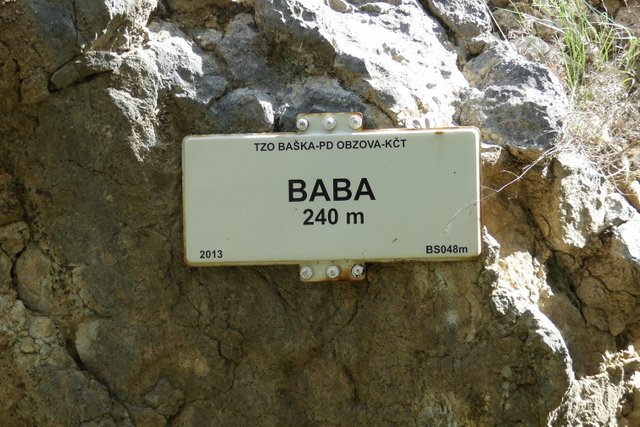 TZO BAŠKA-PD OBZOVA-KČT
BABA
240 m
2013 BS048m